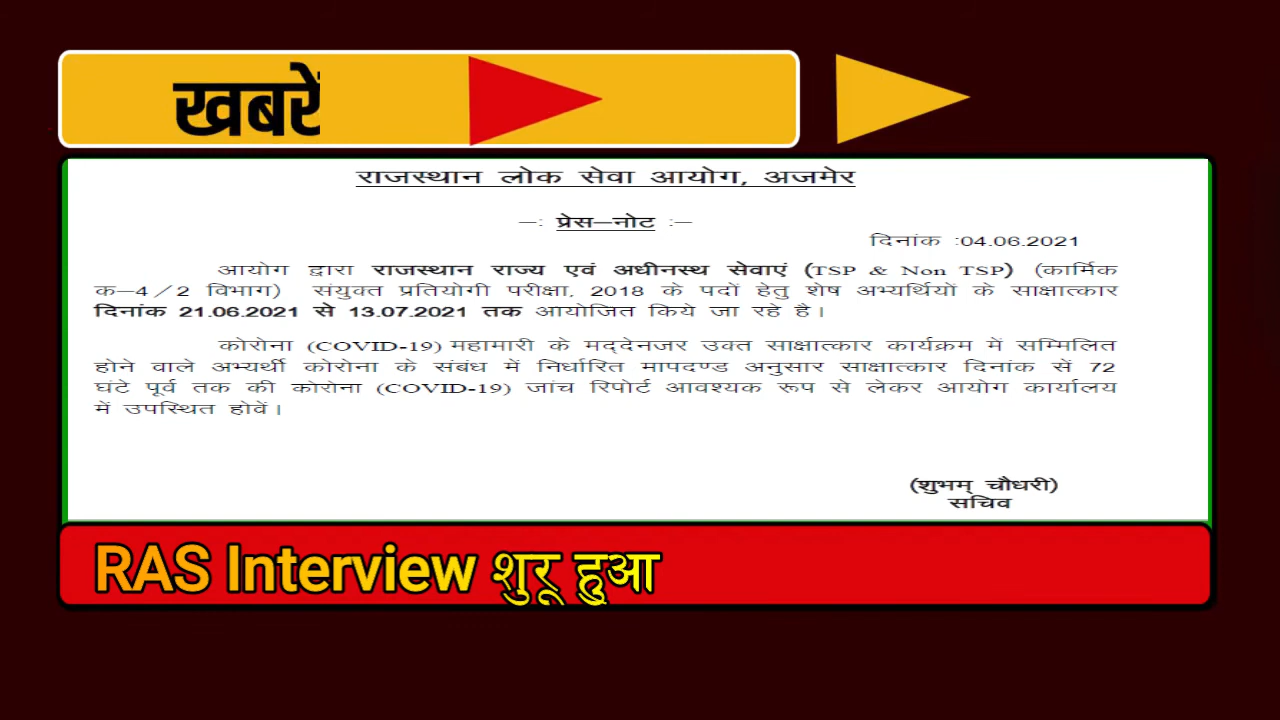 खबरें
राजस्थान लोक सेवा आयोग, अजमेर
–: प्रेस–नोट :–
दिनांक :04.06.2021
आयोग द्वारा राजस्थान राज्य एवं अधीनस्थ सेवाएं (TSP & Non TSP) (कार्मिक
क–4/2 विभाग) संयुक्त प्रतियोगी परीक्षा, 2018 के पदों हेतु शेष अभ्यर्थियों के साक्षात्कार
दिनांक 21.06.2021 से 13.07.2021 तक आयोजित किये जा रहे है।
कोरोना (COVID-19) महामारी के मद्देनजर उक्त साक्षात्कार कार्यक्रम में सम्मिलित
होने वाले अभ्यर्थी कोरोना के संबंध में निर्धारित मापदण्ड अनुसार साक्षात्कार दिनांक सें 72
घंटे पूर्व तक की कोरोना (COVID-19) जांच रिपोर्ट आवश्यक रूप से लेकर आयोग कार्यालय
में उपस्थित होवें।
(शुभम् चौधरी)
सचिव
RAS Interview शुरू हुआ